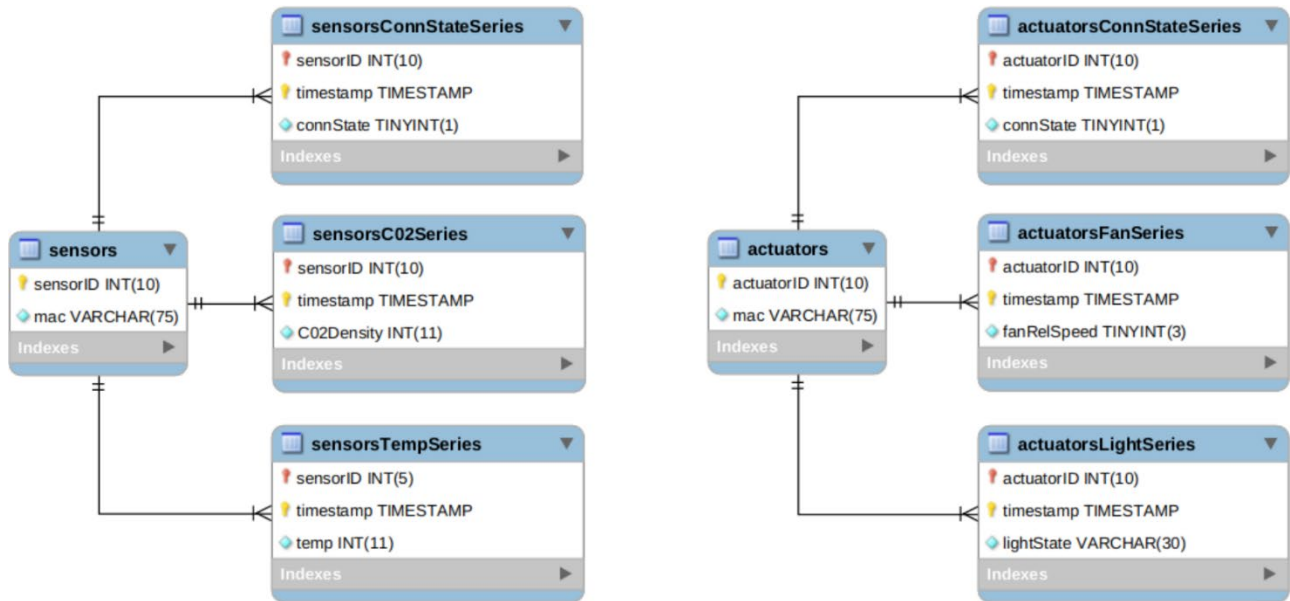 sensorsConnStateSeries
sensorID INT(10)
timestamp TIMESTAMP
connState TINYINT(1)
Indexes
sensors
sensorID INT(10)
mac VARCHAR(75)
Indexes
sensorsC02Series
sensorID INT(10)
timestamp TIMESTAMP
C02Density INT(11)
Indexes
sensorsTempSeries
sensorID INT(5)
timestamp TIMESTAMP
temp INT(11)
Indexes
actuatorsConnStateSeries
actuatorID INT(10)
timestamp TIMESTAMP
connState TINYINT(1)
Indexes
actuators
actuatorID INT(10)
mac VARCHAR(75)
Indexes
actuatorsFanSeries
actuatorID INT(10)
timestamp TIMESTAMP
fanRelSpeed TINYINT(3)
Indexes
actuatorsLightSeries
actuatorID INT(10)
timestamp TIMESTAMP
lightState VARCHAR(30)
Indexes